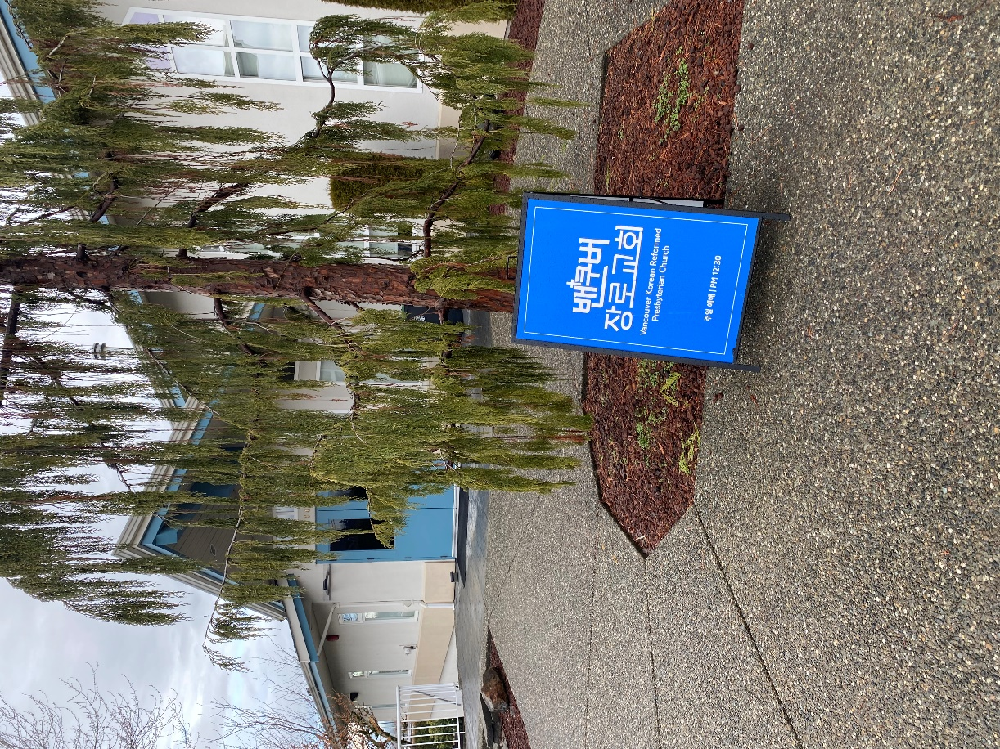 밴쿠버
장로교회
Vancouver Korean Reformed
Presbyterian Church
주일 예배 | PM 12:30